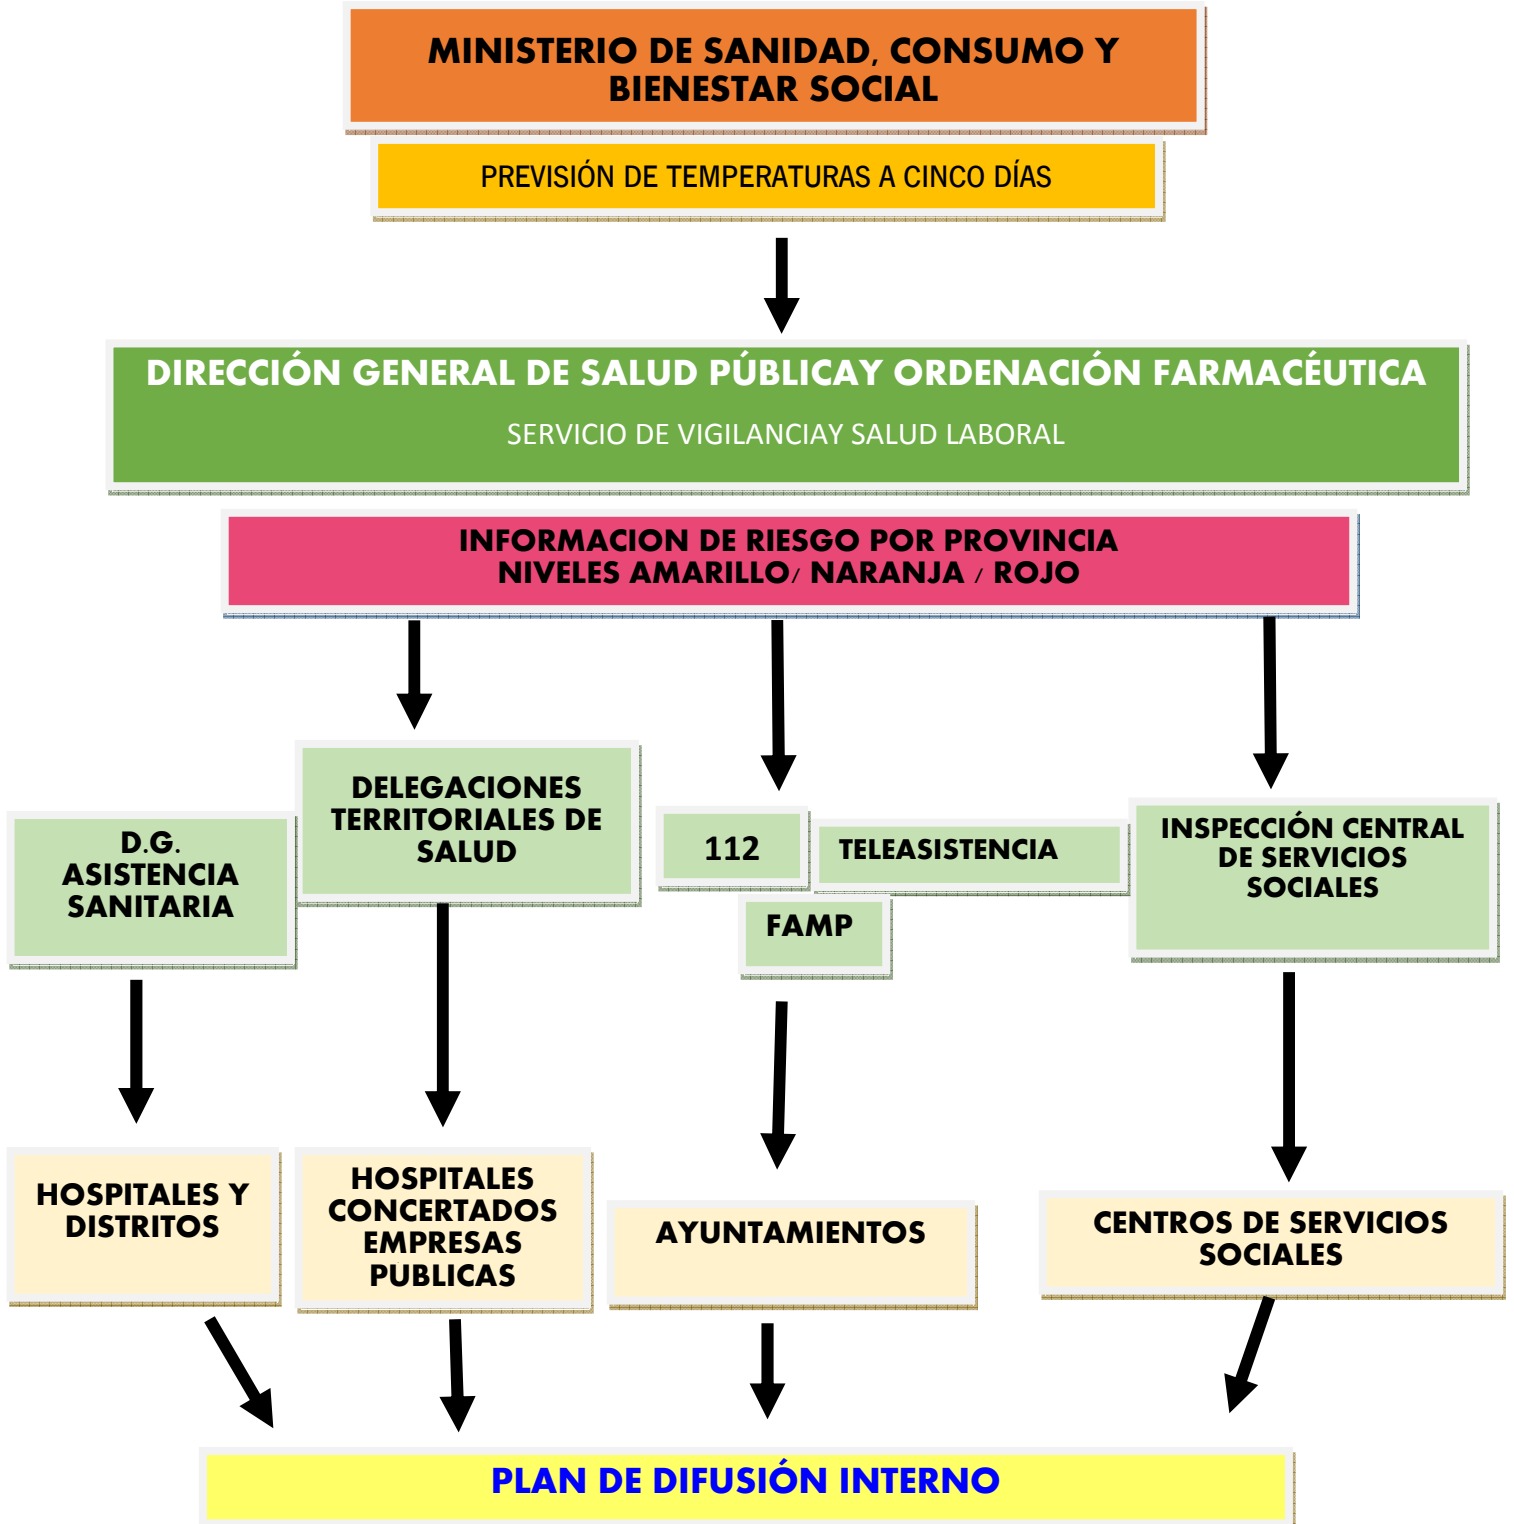 MINISTERIO DE SANIDAD, CONSUMO Y
BIENESTAR SOCIAL
PREVISIÓN DE TEMPERATURAS A CINCO DÍAS
DIRECCIÓN GENERAL DE SALUD PÚBLICAY ORDENACIÓN FARMACÉUTICA
SERVICIO DE VIGILANCIAY SALUD LABORAL
INFORMACION DE RIESGO POR PROVINCIA
NIVELES AMARILLO/ NARANJA / ROJO
D.G.
ASISTENCIA
SANITARIA
DELEGACIONES
TERRITORIALES DE
SALUD
112
TELEASISTENCIA
FAMP
INSPECCIÓN CENTRAL
DE SERVICIOS
SOCIALES
HOSPITALES Y
DISTRITOS
HOSPITALES
CONCERTADOS
EMPRESAS
PUBLICAS
AYUNTAMIENTOS
CENTROS DE SERVICIOS
SOCIALES
PLAN DE DIFUSIÓN INTERNO